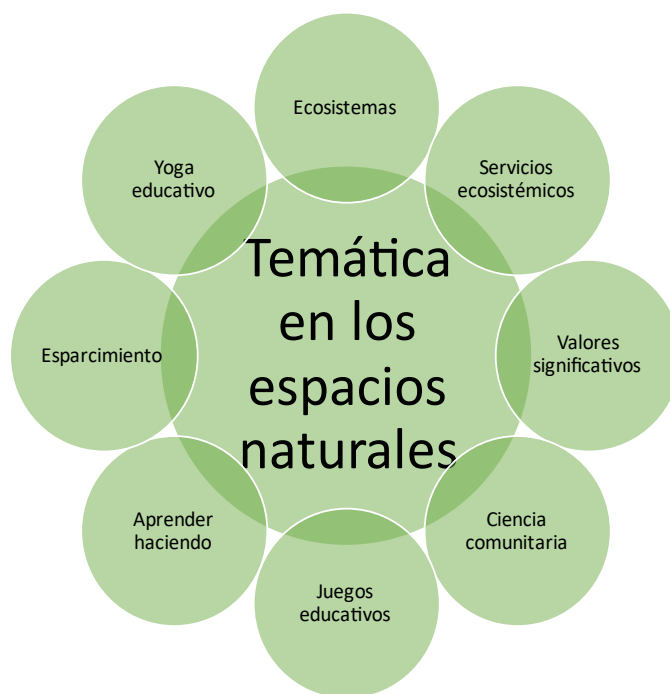 Ecosistemas
Servicios
ecosistémicos
Valores
significativos
Ciencia
comunitaria
Juegos
educativos
Aprender
haciendo
Esparcimiento
Yoga
educativo
Temática
en los
espacios
naturales